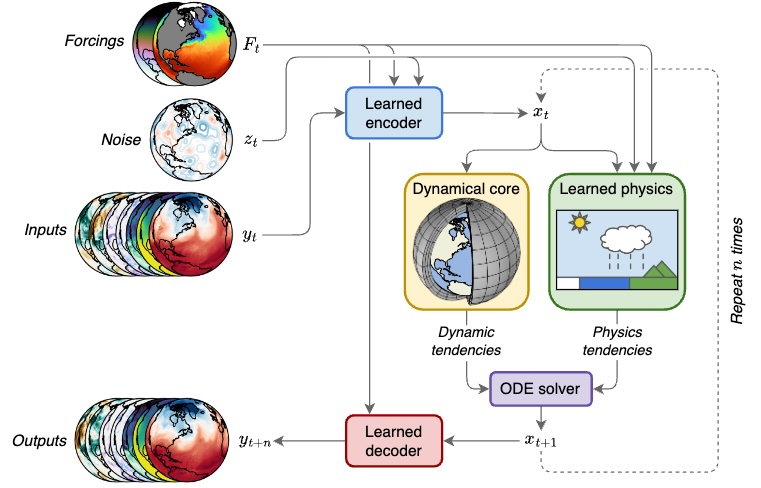 Forcings
F_t
Noise
z_t
Inputs
y_t
Learned
encoder
x_t
Dynamical core
Learned physics
Dynamic
tendencies
Physics
tendencies
ODE solver
Repeat n times
Outputs
y_{t+n}
Learned
decoder
x_{t+1}